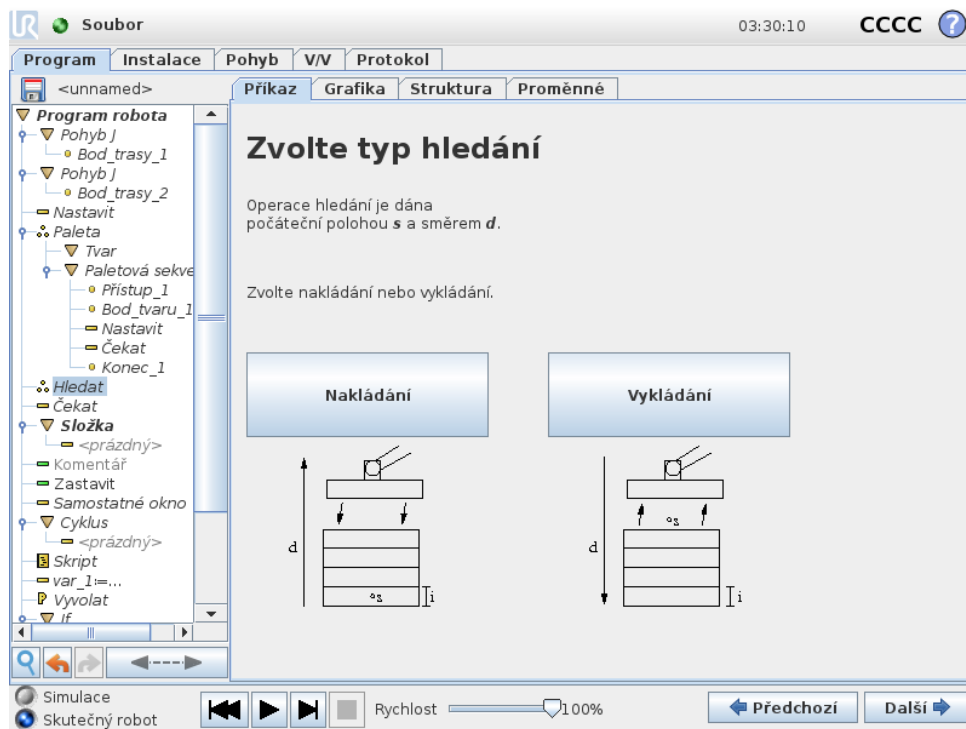 UR Soubor 03:30:10 CCCC ?
Program Instalace Pohyb V/V Protokol
<unnamed> Příkaz Grafika Struktura Proměnné
Program robota
Pohyb J
Bod_trasy_1
Pohyb J
Bod_trasy_2
Nastavit
Paleta
Tvar
Paletová sekve
Přístup_1
Bod_tvaru_1
Nastavit
Čekat
Konec_1
Hledat
Čekat
Složka
<prázdný>
Komentář
Zastavit
Samostatné okno
Cyklus
<prázdný>
Skript
var_1:=...
Vyvolat
If
Zvolte typ hledání
Operace hledání je dána
počáteční polohou s a směrem d.
Zvolte nakládání nebo vykládání.
Nakládání Vykládání
d s i
d s i
Simulace
Skutečný robot
Rychlost 100%
Předchozí Další